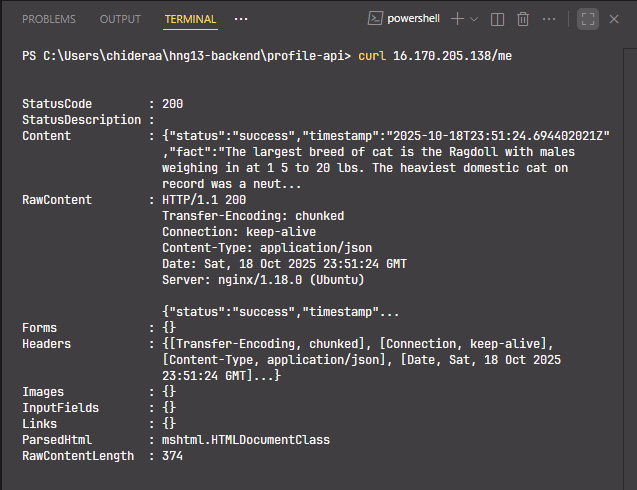 PROBLEMS OUTPUT TERMINAL ... powershell
PS C:\Users\chideraa\hng13-backend\profile-api> curl 16.170.205.138/me
StatusCode : 200
StatusDescription :
Content : {"status":"success","timestamp":"2025-10-18T23:51:24.694402021Z"
,"fact":"The largest breed of cat is the Ragdoll with males
weighing in at 1 5 to 20 lbs. The heaviest domestic cat on
record was a neut...
RawContent : HTTP/1.1 200
Transfer-Encoding: chunked
Connection: keep-alive
Content-Type: application/json
Date: Sat, 18 Oct 2025 23:51:24 GMT
Server: nginx/1.18.0 (Ubuntu)
{"status":"success","timestamp"...
Forms : {}
Headers : {[Transfer-Encoding, chunked], [Connection, keep-alive],
[Content-Type, application/json], [Date, Sat, 18 Oct 2025
23:51:24 GMT]...}
Images : {}
InputFields : {}
Links : {}
ParsedHtml : mshtml.HTMLDocumentClass
RawContentLength : 374